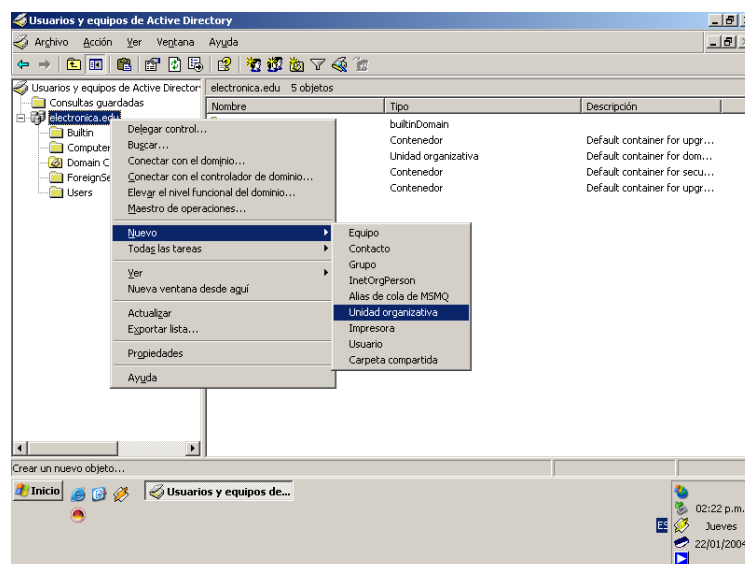 Usuarios y equipos de Active Directory
Archivo Acción Ver Ventana Ayuda
Usuarios y equipos de Active Director
Consultas guardadas
electronica.edu
Builtin
Computer
Domain C
ForeignSe
Users
electronica.edu 5 objetos
Nombre Tipo Descripción
builtinDomain
Contenedor Default container for upgr...
Unidad organizativa Default container for dom...
Contenedor Default container for secu...
Contenedor Default container for upgr...
Delegar control...
Buscar...
Conectar con el dominio...
Conectar con el controlador de dominio...
Elevar el nivel funcional del dominio...
Maestro de operaciones...
Nuevo
Todas las tareas
Ver
Nueva ventana desde aquí
Actualizar
Exportar lista...
Propiedades
Ayuda
Equipo
Contacto
Grupo
InetOrgPerson
Alias de cola de MSMQ
Unidad organizativa
Impresora
Usuario
Carpeta compartida
Crear un nuevo objeto...
Inicio
Usuarios y equipos de...
ES
02:22 p.m.
Jueves
22/01/2004